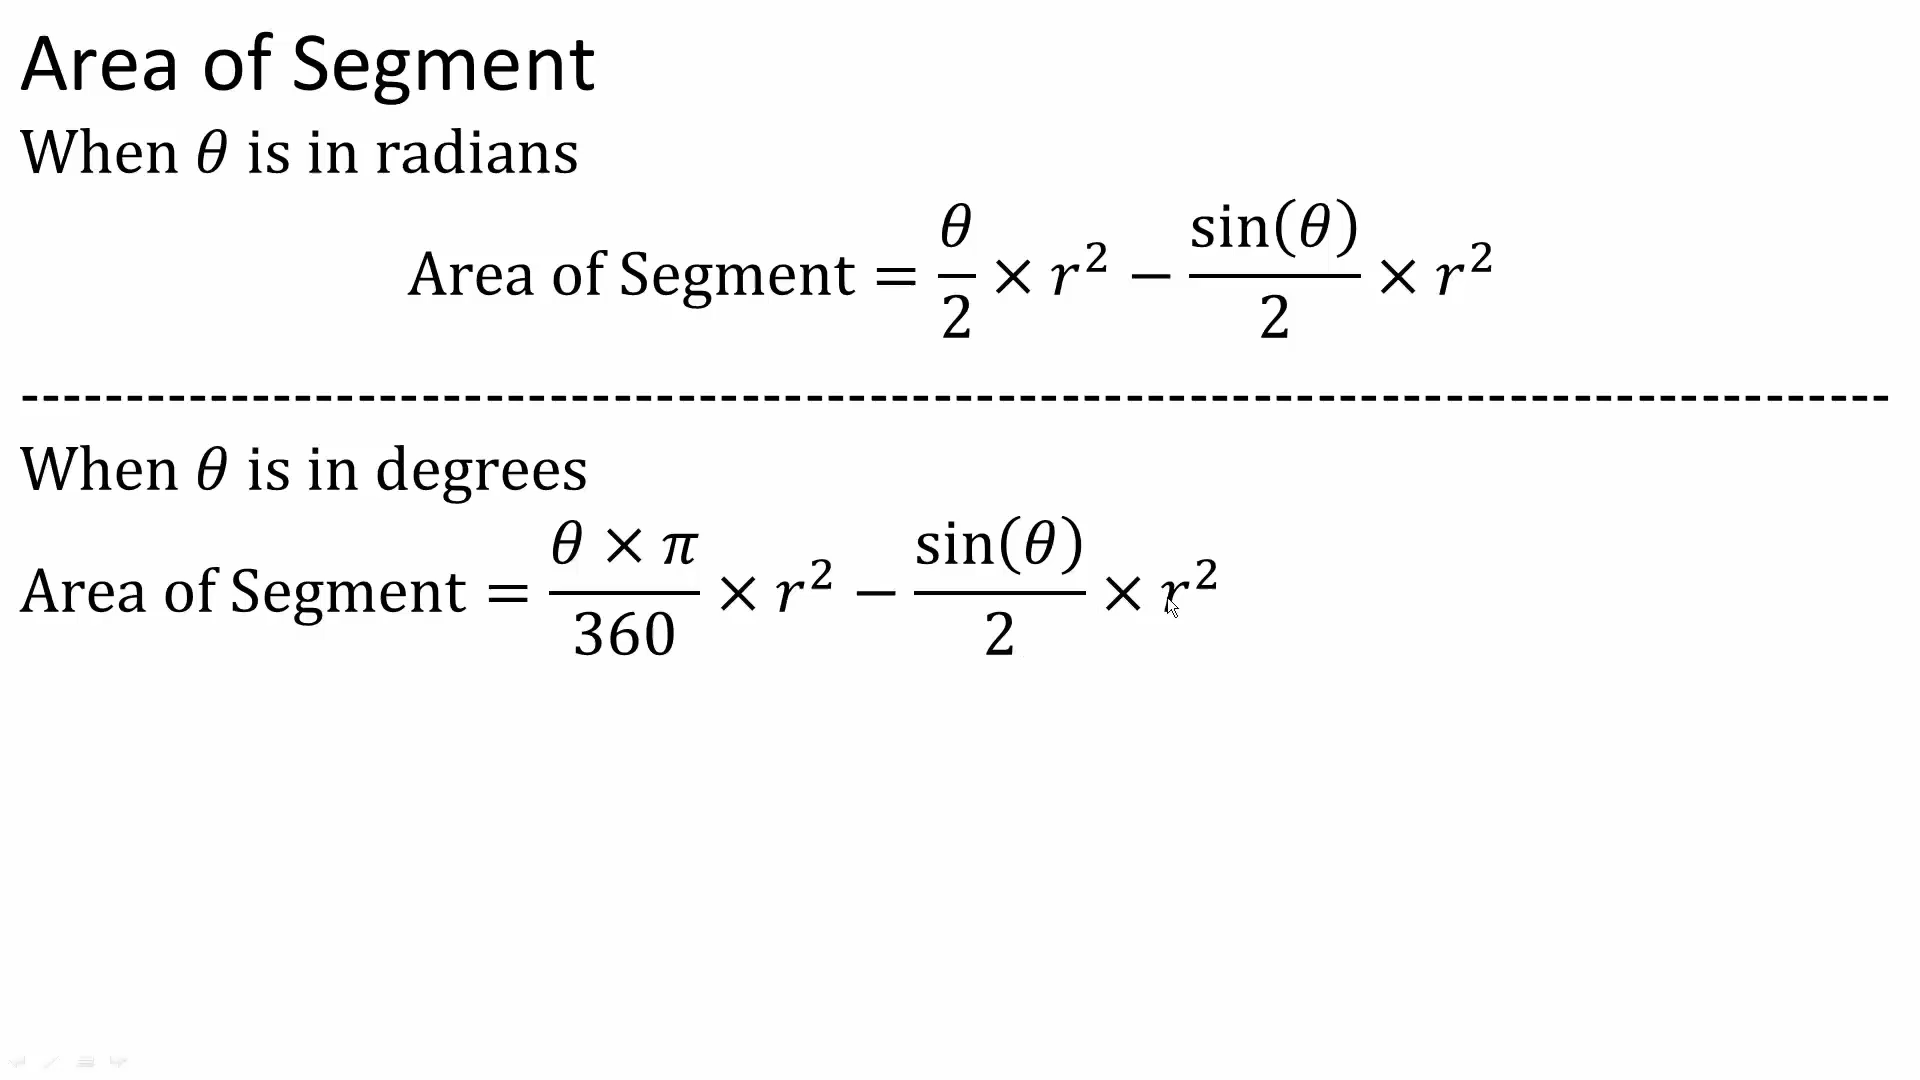 Area of Segment
When θ is in radians
Area of Segment = θ/2 × r² − sin(θ)/2 × r²
When θ is in degrees
Area of Segment = θ × π/360 × r² − sin(θ)/2 × r²